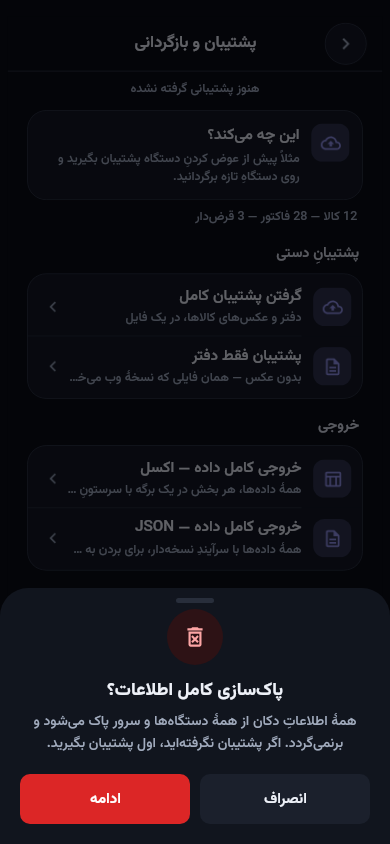 پشتیبان و بازگردانی
هنوز پشتیبانی گرفته نشده
این چه می‌کند؟
مثلاً پیش از عوض کردنِ دستگاه پشتیبان بگیرید و
روی دستگاهِ تازه برگردانید.
12 کالا — 28 فاکتور — 3 قرض‌دار
پشتیبانِ دستی
گرفتن پشتیبان کامل
دفتر و عکس‌های کالاها، در یک فایل
پشتیبان فقط دفتر
بدون عکس — همان فایلی که نسخهٔ وب می‌خ...
خروجی
خروجی کامل داده — اکسل
همهٔ داده‌ها، هر بخش در یک برگه با سرستونِ ...
خروجی کامل داده — JSON
همهٔ داده‌ها با سرآیندِ نسخه‌دار، برای بردن به ...
پاک‌سازی کامل اطلاعات؟
همهٔ اطلاعاتِ دکان از همهٔ دستگاه‌ها و سرور پاک می‌شود و
برنمی‌گردد. اگر پشتیبان نگرفته‌اید، اول پشتیبان بگیرید.
انصراف
ادامه